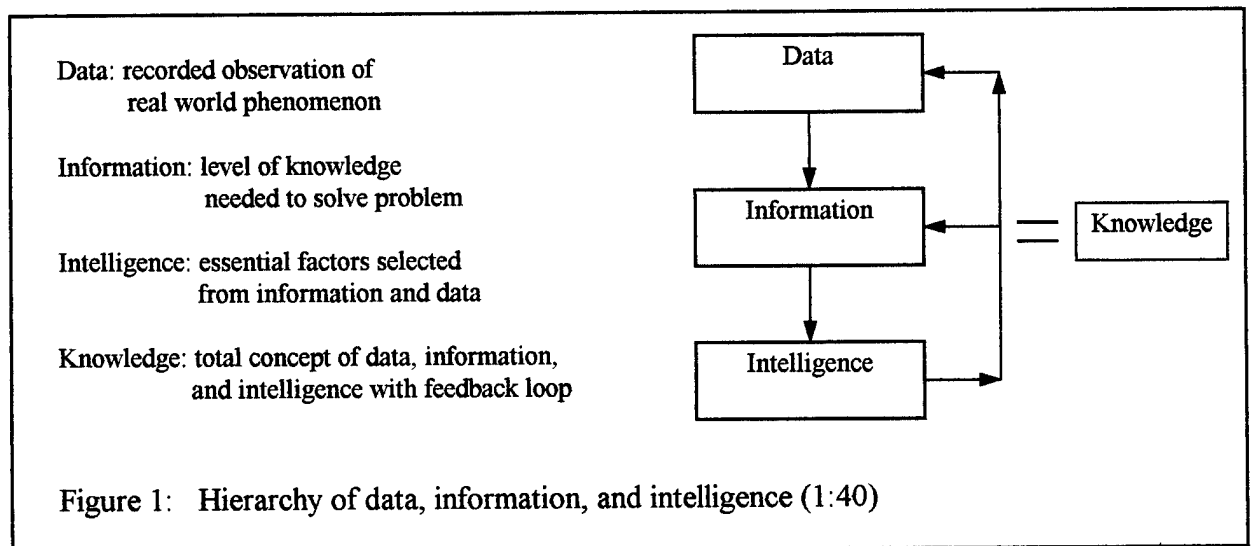 Data: recorded observation of
real world phenomenon
Information: level of knowledge
needed to solve problem
Intelligence: essential factors selected
from information and data
Knowledge: total concept of data, information,
and intelligence with feedback loop
Data
Information
Intelligence
= Knowledge
Figure 1: Hierarchy of data, information, and intelligence (1:40)